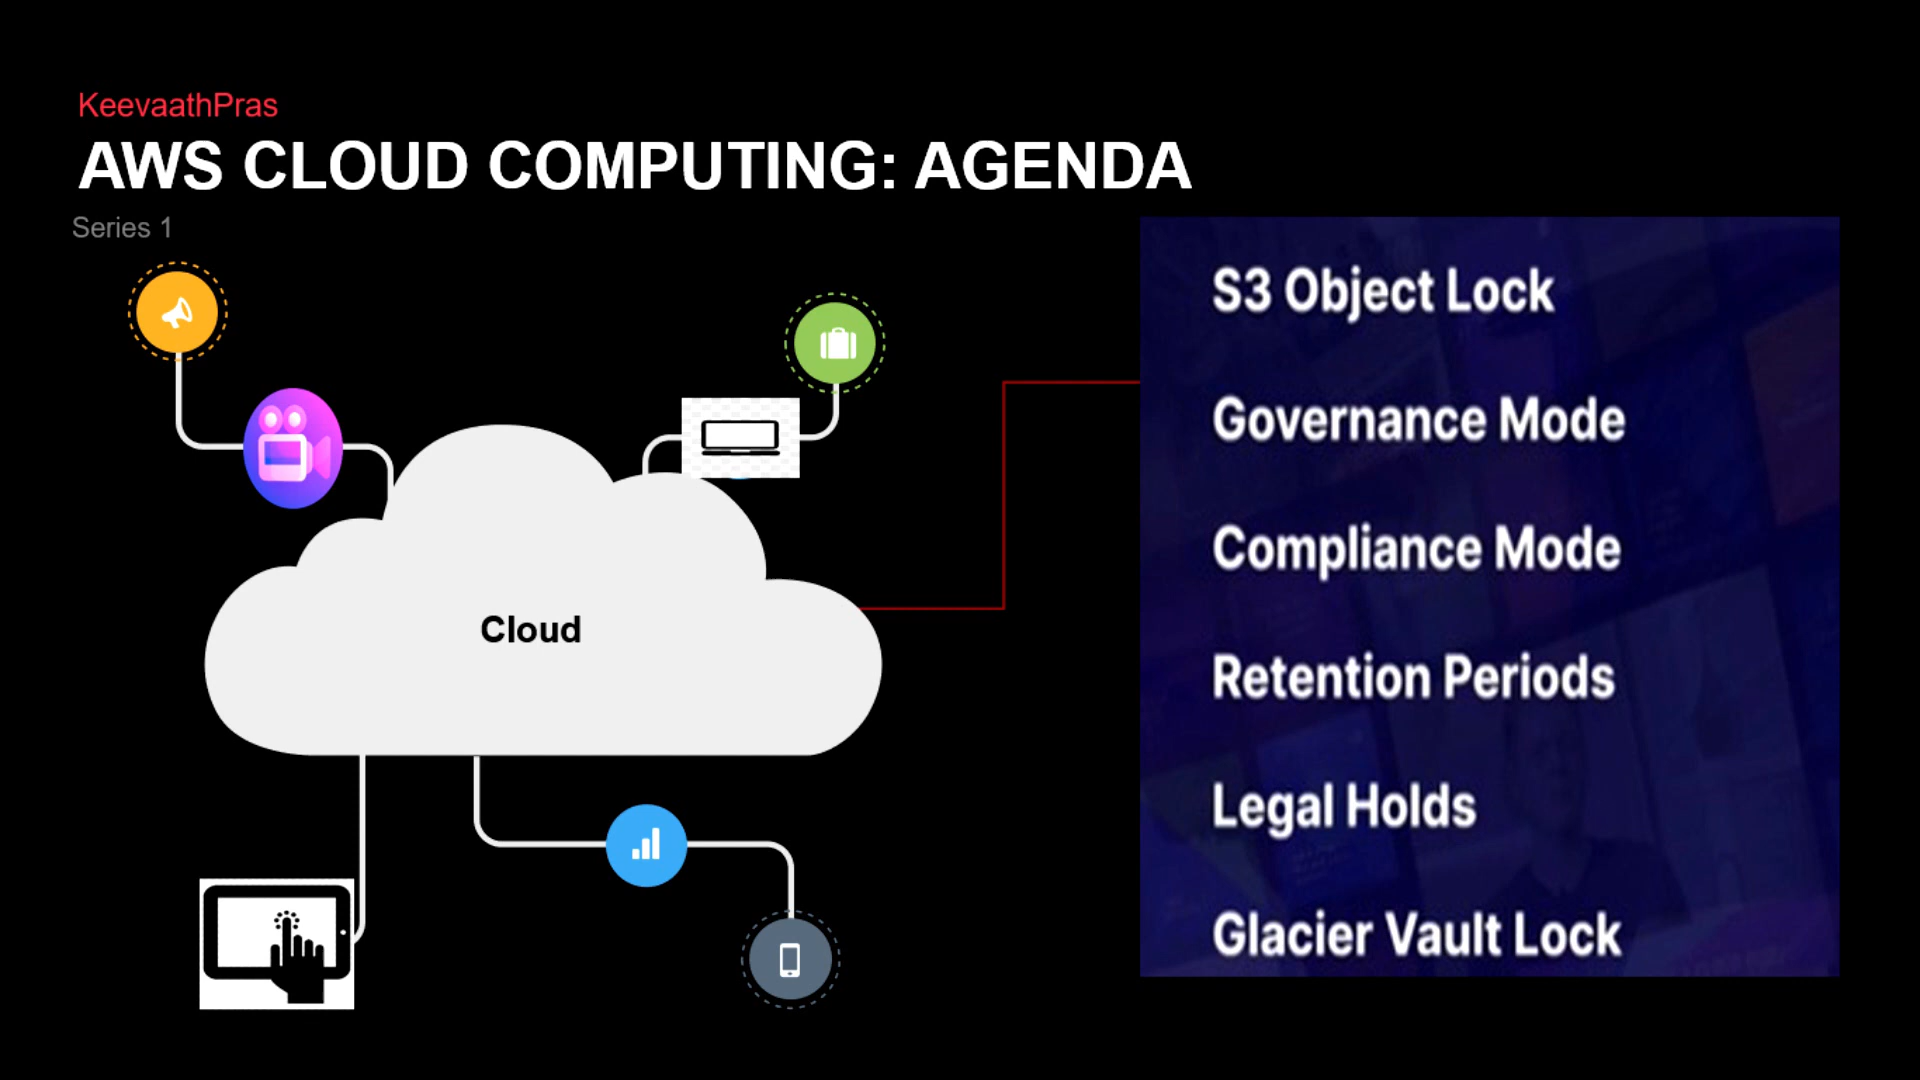 KeevaathPras
AWS CLOUD COMPUTING: AGENDA
Series 1
Cloud
S3 Object Lock
Governance Mode
Compliance Mode
Retention Periods
Legal Holds
Glacier Vault Lock